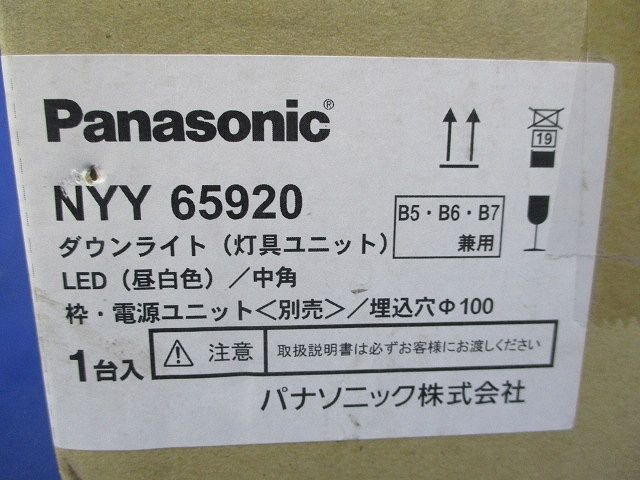 Panasonic®
19
NYY 65920
B5・B6・B7
兼用
ダウンライト（灯具ユニット）
LED（昼白色）／中角
枠・電源ユニット＜別売＞／埋込穴Φ100
1台入
注意
取扱説明書は必ずお客様にお渡しください
パナソニック株式会社